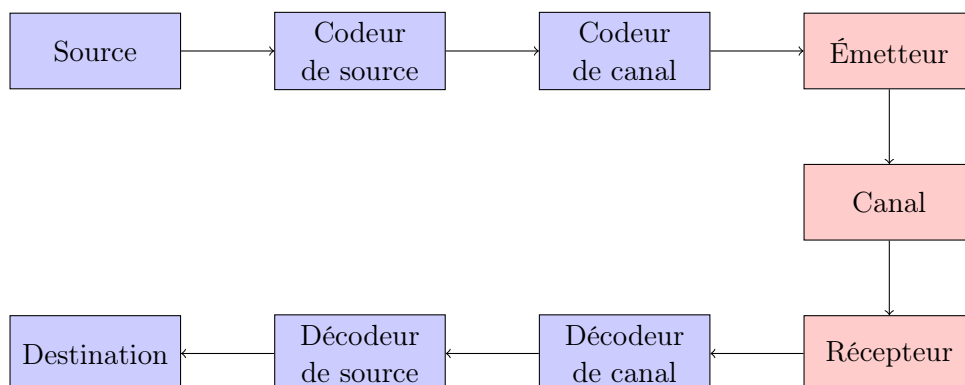 Source
Codeur
de source
Codeur
de canal
Émetteur
Canal
Destination
Décodeur
de source
Décodeur
de canal
Récepteur